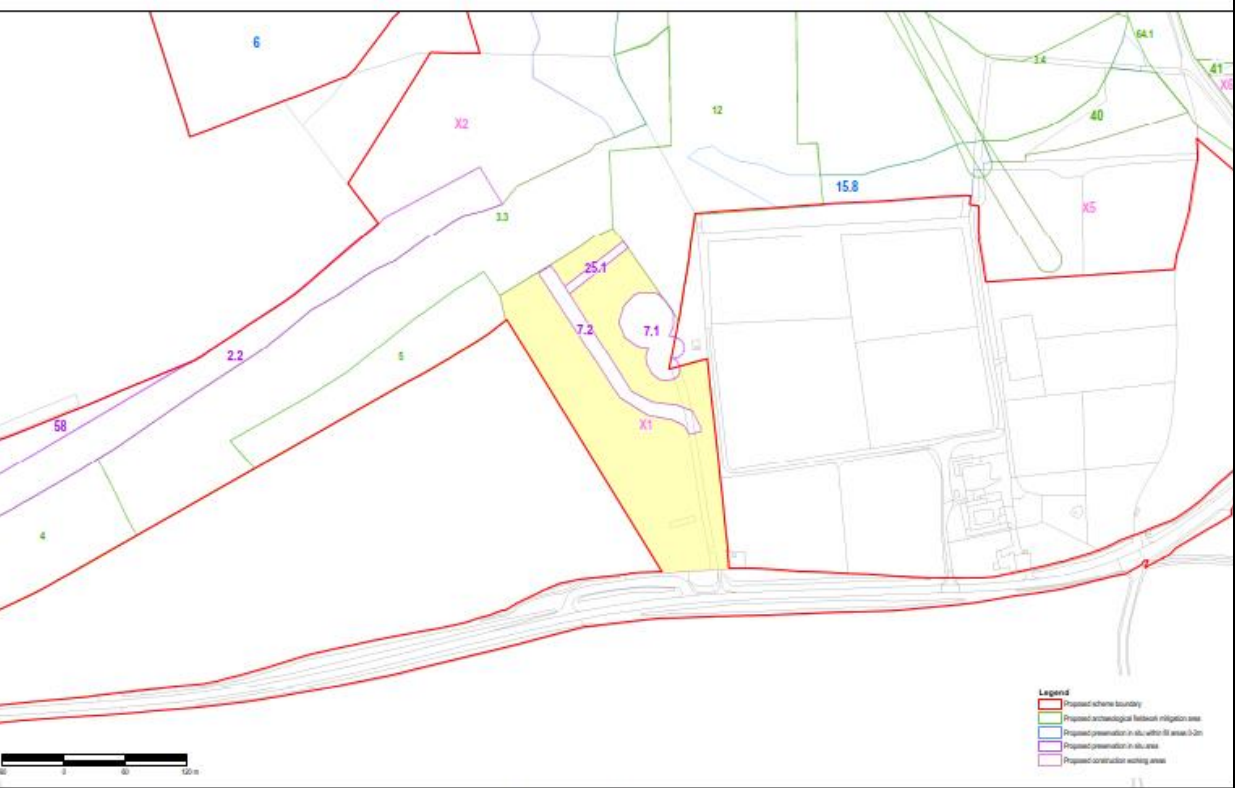 6
64.1
3.4
41
X6
X2
12
40
15.8
X5
3.3
25.1
7.2
7.1
2.2
5
58
X1
4
Legend
Proposed scheme boundary
Proposed archaeological fieldwork mitigation area
Proposed preservation in situ within fill areas 0-2m
Proposed preservation in situ area
Proposed construction working areas
0
60
120 m